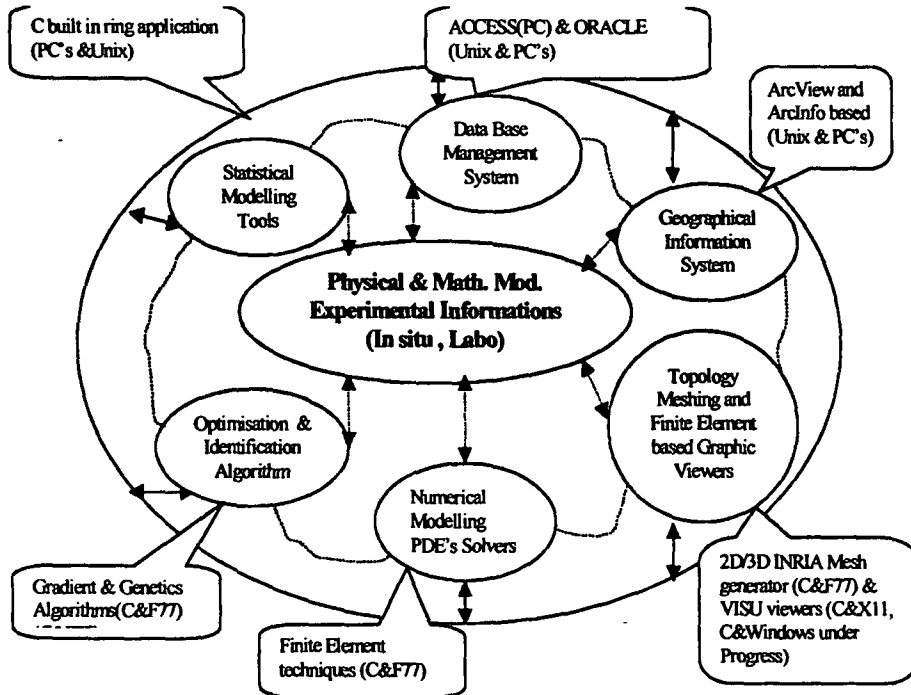 C built in ring application
(PC's &Unix)
ACCESS(PC) & ORACLE
(Unix & PC's)
ArcView and
ArcInfo based
(Unix & PC's)
Data Base
Management
System
Statistical
Modelling
Tools
Geographical
Information
System
Physical & Math. Mod.
Experimental Informations
(In situ , Labo)
Topology
Meshing and
Finite Element
based Graphic
Viewers
Optimisation &
Identification
Algorithm
Numerical
Modelling
PDE's Solvers
Gradient & Genetics
Algorithms(C&F77)
Finite Element
techniques (C&F77)
2D/3D INRIA Mesh
generator (C&F77) &
VISU viewers (C&X11,
C&Windows under
Progress)